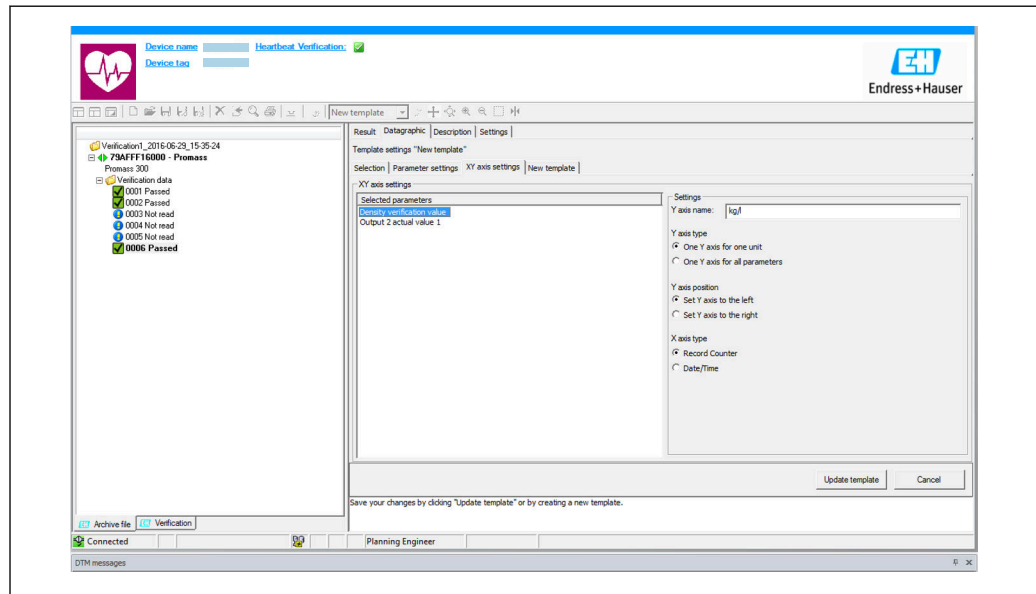 Device name Heartbeat Verification:
Device tag
Endress+Hauser
New template
Verification1_2016-06-29_15-35-24
79AFFF16000 - Promass
Promass 300
Verification data
0001 Passed
0002 Passed
0003 Not read
0004 Not read
0005 Not read
0006 Passed
Archive file Verification
Result Datagraphic Description Settings
Template settings "New template"
Selection Parameter settings XY axis settings New template
XY axis settings
Selected parameters
Density verification value
Output 2 actual value 1
Settings
Y axis name: kg/l
Y axis type
One Y axis for one unit
One Y axis for all parameters
Y axis position
Set Y axis to the left
Set Y axis to the right
X axis type
Record Counter
Date/Time
Update template Cancel
Save your changes by clicking "Update template" or by creating a new template.
Connected Planning Engineer
DTM messages